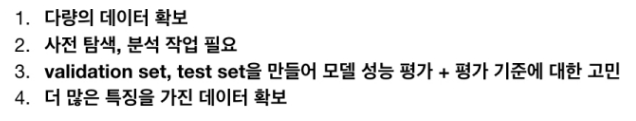 1. 다량의 데이터 확보
2. 사전 탐색, 분석 작업 필요
3. validation set, test set을 만들어 모델 성능 평가 + 평가 기준에 대한 고민
4. 더 많은 특징을 가진 데이터 확보